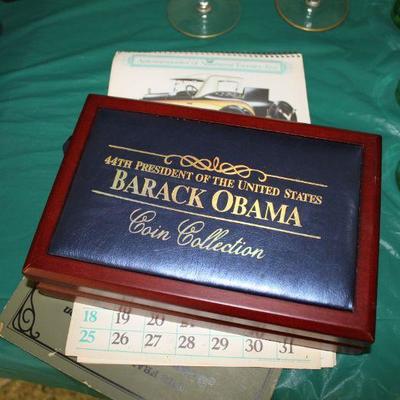 44TH PRESIDENT OF THE UNITED STATES
BARACK OBAMA
Coin Collection
18 19 20
25 26 27 28 29 30 31